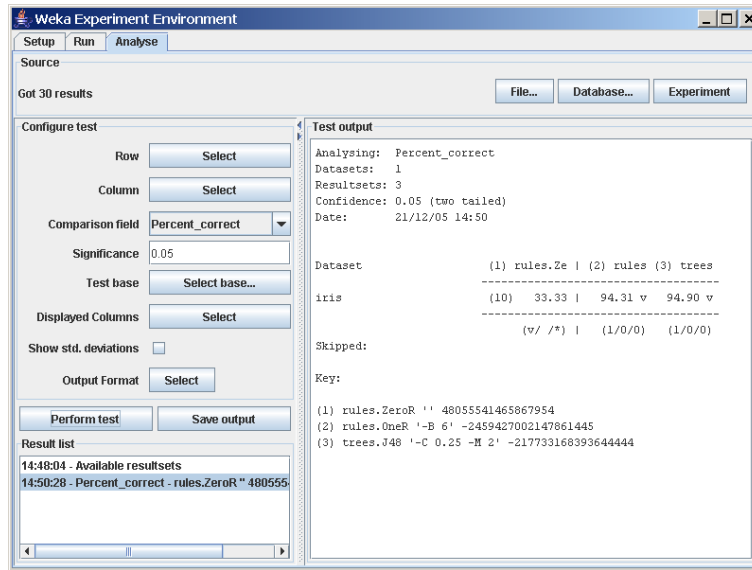 Weka Experiment Environment
Setup Run Analyse
Source
Got 30 results
File... Database... Experiment
Configure test
Row Select
Column Select
Comparison field Percent_correct
Significance 0.05
Test base Select base...
Displayed Columns Select
Show std. deviations
Output Format Select
Perform test Save output
Result list
14:48:04 - Available resultsets
14:50:28 - Percent_correct - rules.ZeroR '' 480555
Test output
Analysing: Percent_correct
Datasets: 1
Resultsets: 3
Confidence: 0.05 (two tailed)
Date: 21/12/05 14:50
Dataset (1) rules.Ze | (2) rules (3) trees
--------------------------------------
iris (10) 33.33 | 94.31 v 94.90 v
--------------------------------------
(v/ /*) | (1/0/0) (1/0/0)
Skipped:
Key:
(1) rules.ZeroR '' 48055541465867954
(2) rules.OneR '-B 6' -2459427002147861445
(3) trees.J48 '-C 0.25 -M 2' -217733168393644444